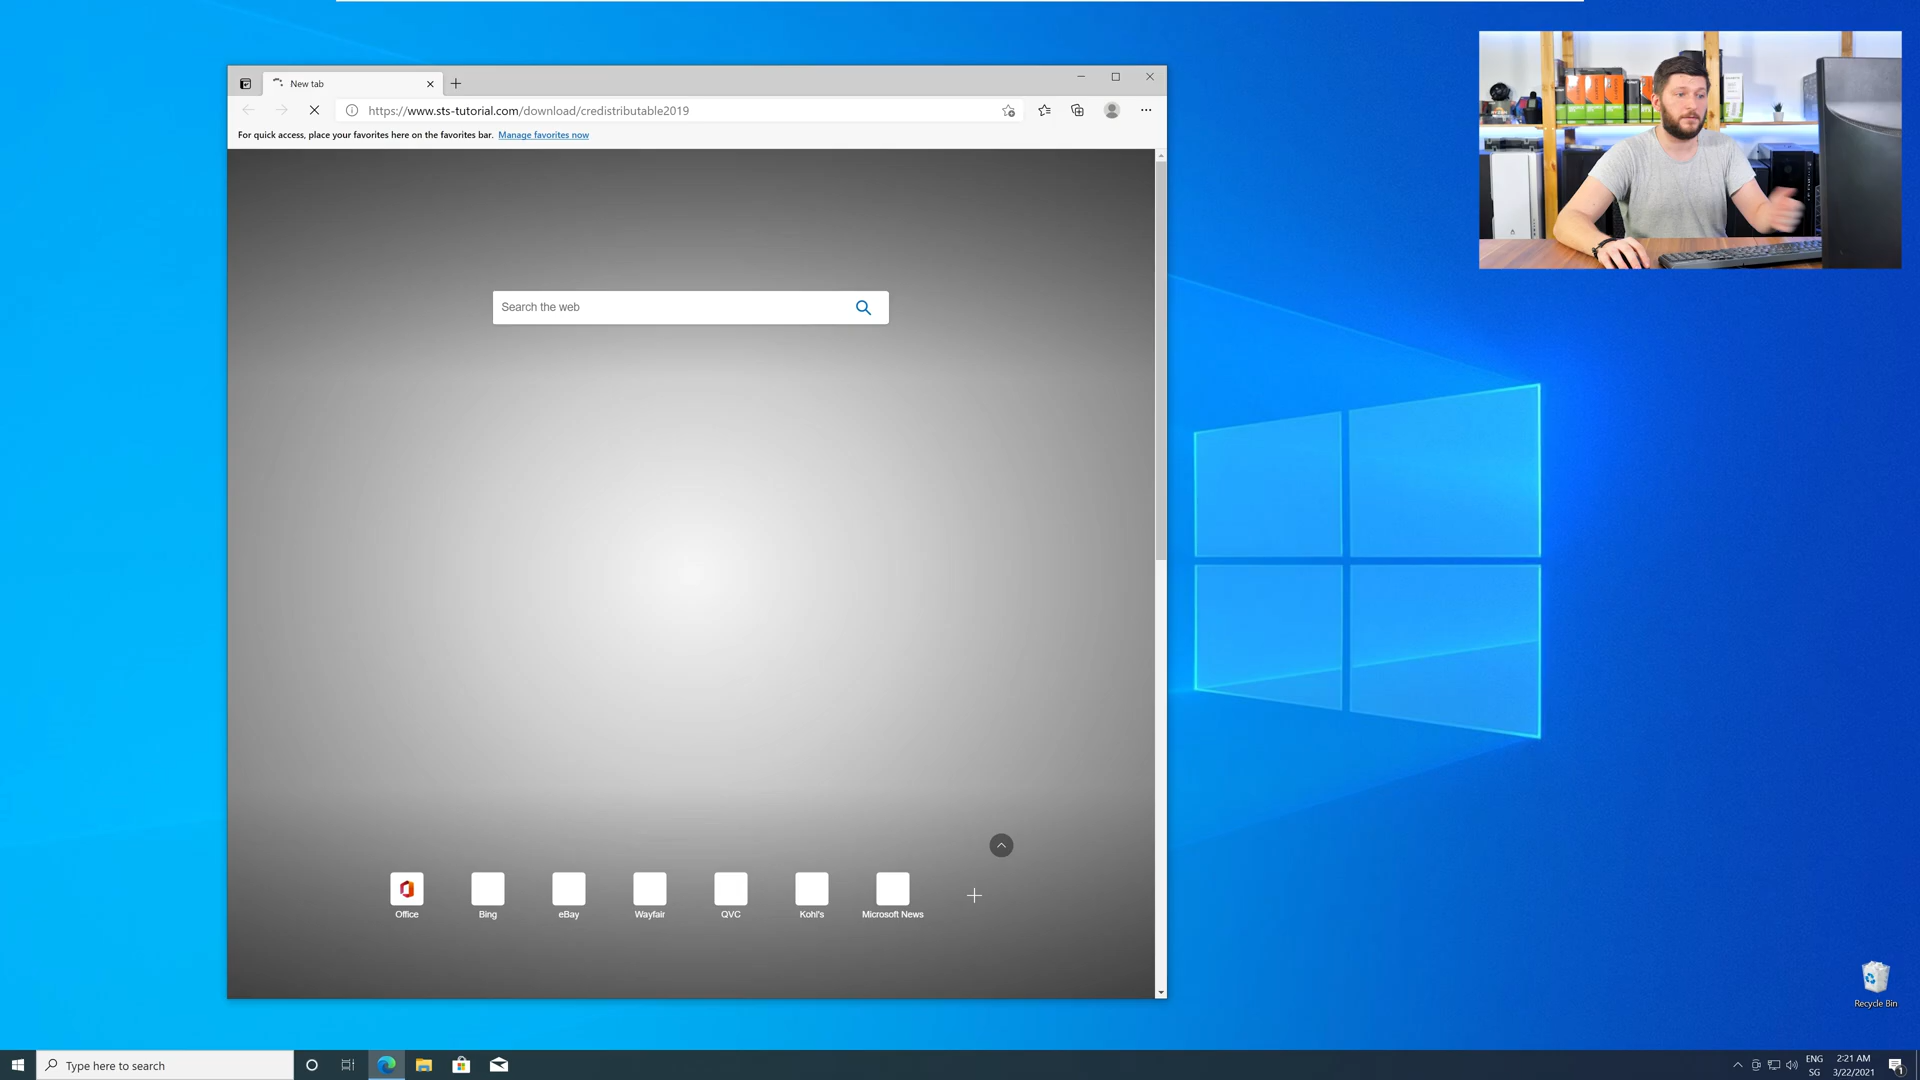 New tab
https://www.sts-tutorial.com/download/credistributable2019
For quick access, place your favorites here on the favorites bar. Manage favorites now
Search the web
Office
Bing
eBay
Wayfair
QVC
Kohl's
Microsoft News
Recycle Bin
Type here to search
ENG
SG
2:21 AM
3/22/2021
1